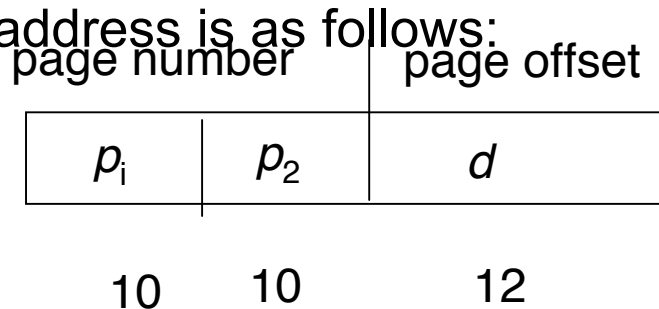 address is as follows:
page number page offset
pi p2 d
10 10 12